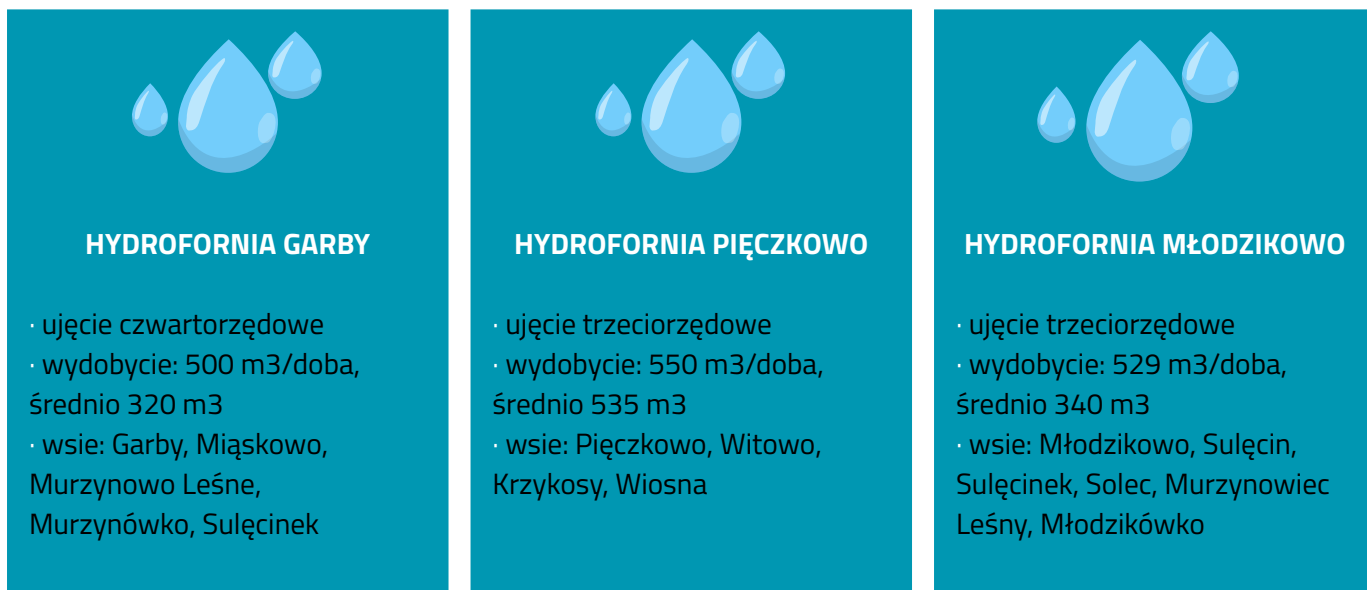 HYDROFORNIA GARBY
· ujęcie czwartorzędowe
· wydobycie: 500 m3/doba,
średnio 320 m3
· wsie: Garby, Miąskowo,
Murzynowo Leśne,
Murzynówko, Sulęcinek
HYDROFORNIA PIĘCZKOWO
· ujęcie trzeciorzędowe
· wydobycie: 550 m3/doba,
średnio 535 m3
· wsie: Pięczkowo, Witowo,
Krzykosy, Wiosna
HYDROFORNIA MŁODZIKOWO
· ujęcie trzeciorzędowe
· wydobycie: 529 m3/doba,
średnio 340 m3
· wsie: Młodzikowo, Sulęcin,
Sulęcinek, Solec, Murzynowiec
Leśny, Młodzikówko